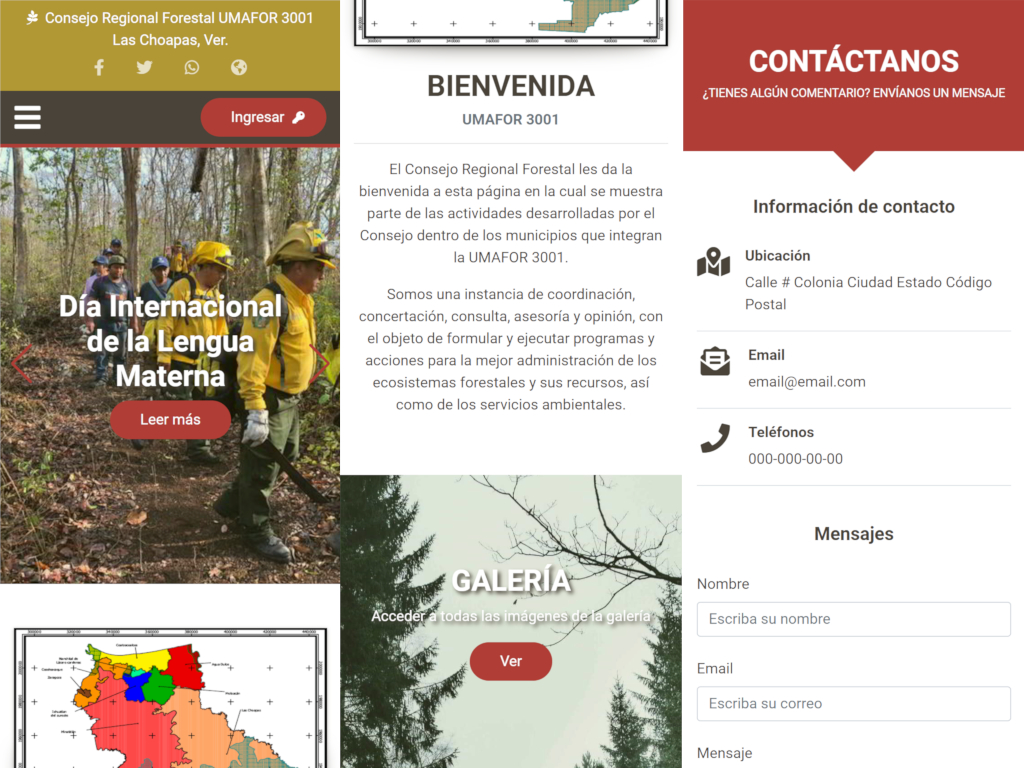 Consejo Regional Forestal UMAFOR 3001
Las Choapas, Ver.
Ingresar
Día Internacional
de la Lengua
Materna
Leer más
BIENVENIDA
UMAFOR 3001
El Consejo Regional Forestal les da la
bienvenida a esta página en la cual se muestra
parte de las actividades desarrolladas por el
Consejo dentro de los municipios que integran
la UMAFOR 3001.
Somos una instancia de coordinación,
concertación, consulta, asesoría y opinión, con
el objeto de formular y ejecutar programas y
acciones para la mejor administración de los
ecosistemas forestales y sus recursos, así
como de los servicios ambientales.
GALERÍA
Acceder a todas las imágenes de la galería
Ver
CONTÁCTANOS
¿TIENES ALGÚN COMENTARIO? ENVÍANOS UN MENSAJE
Información de contacto
Ubicación
Calle # Colonia Ciudad Estado Código
Postal
Email
email@email.com
Teléfonos
000-000-00-00
Mensajes
Nombre
Escriba su nombre
Email
Escriba su correo
Mensaje